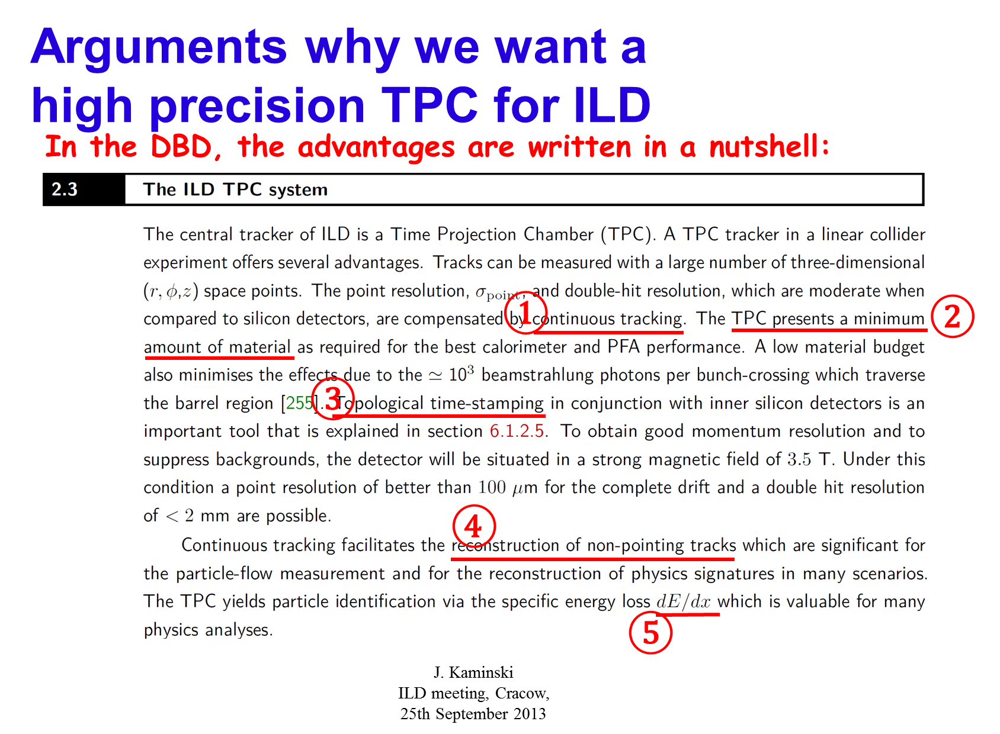 Arguments why we want a
high precision TPC for ILD
In the DBD, the advantages are written in a nutshell:
2.3 The ILD TPC system
The central tracker of ILD is a Time Projection Chamber (TPC). A TPC tracker in a linear collider
experiment offers several advantages. Tracks can be measured with a large number of three-dimensional
(r, ϕ,z) space points. The point resolution, σpoint, and double-hit resolution, which are moderate when
compared to silicon detectors, are compensated by ① continuous tracking. The TPC presents a minimum ②
amount of material as required for the best calorimeter and PFA performance. A low material budget
also minimises the effects due to the ≃ 10³ beamstrahlung photons per bunch-crossing which traverse
the barrel region [255]. ③ Topological time-stamping in conjunction with inner silicon detectors is an
important tool that is explained in section 6.1.2.5. To obtain good momentum resolution and to
suppress backgrounds, the detector will be situated in a strong magnetic field of 3.5 T. Under this
condition a point resolution of better than 100 μm for the complete drift and a double hit resolution
of < 2 mm are possible.
④
Continuous tracking facilitates the reconstruction of non-pointing tracks which are significant for
the particle-flow measurement and for the reconstruction of physics signatures in many scenarios.
The TPC yields particle identification via the specific energy loss dE/dx which is valuable for many
physics analyses.
⑤
J. Kaminski
ILD meeting, Cracow,
25th September 2013